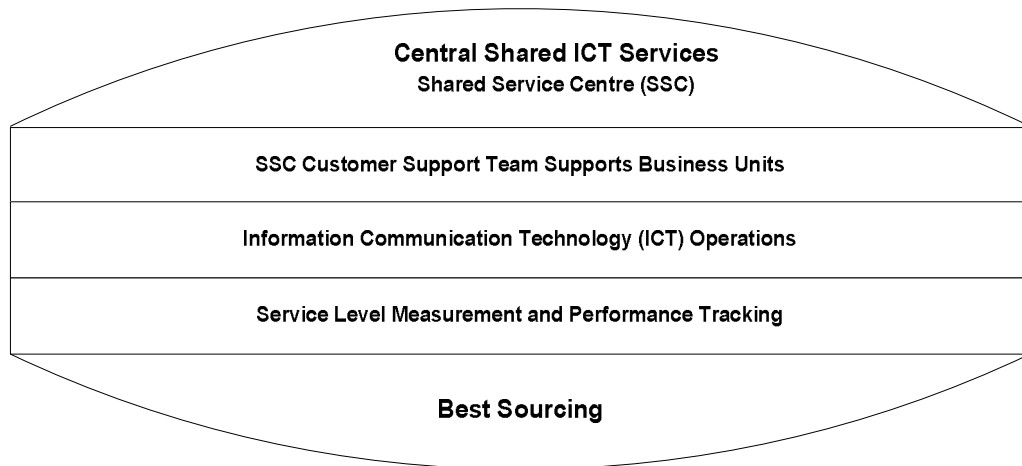 Central Shared ICT Services
Shared Service Centre (SSC)
SSC Customer Support Team Supports Business Units
Information Communication Technology (ICT) Operations
Service Level Measurement and Performance Tracking
Best Sourcing